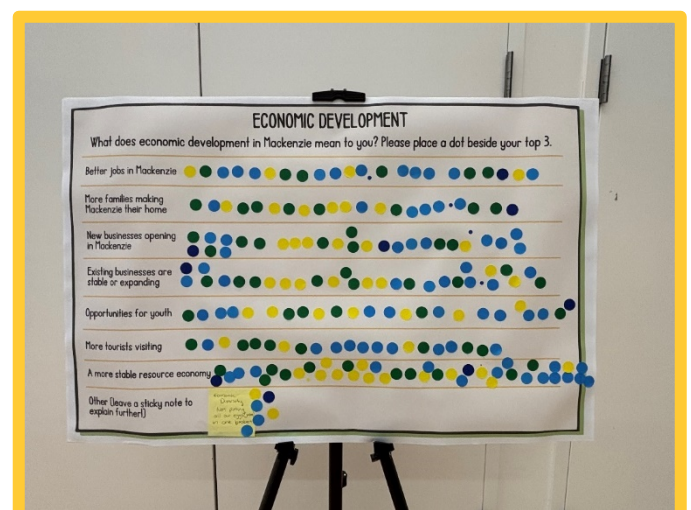 ECONOMIC DEVELOPMENT
What does economic development in Mackenzie mean to you? Please place a dot beside your top 3.
Better jobs in Mackenzie
More families making
Mackenzie their home
New businesses opening
in Mackenzie
Existing businesses are
stable or expanding
Opportunities for youth
More tourists visiting
A more stable resource economy
Other (leave a sticky note to
explain further!)
Economic
Diversity